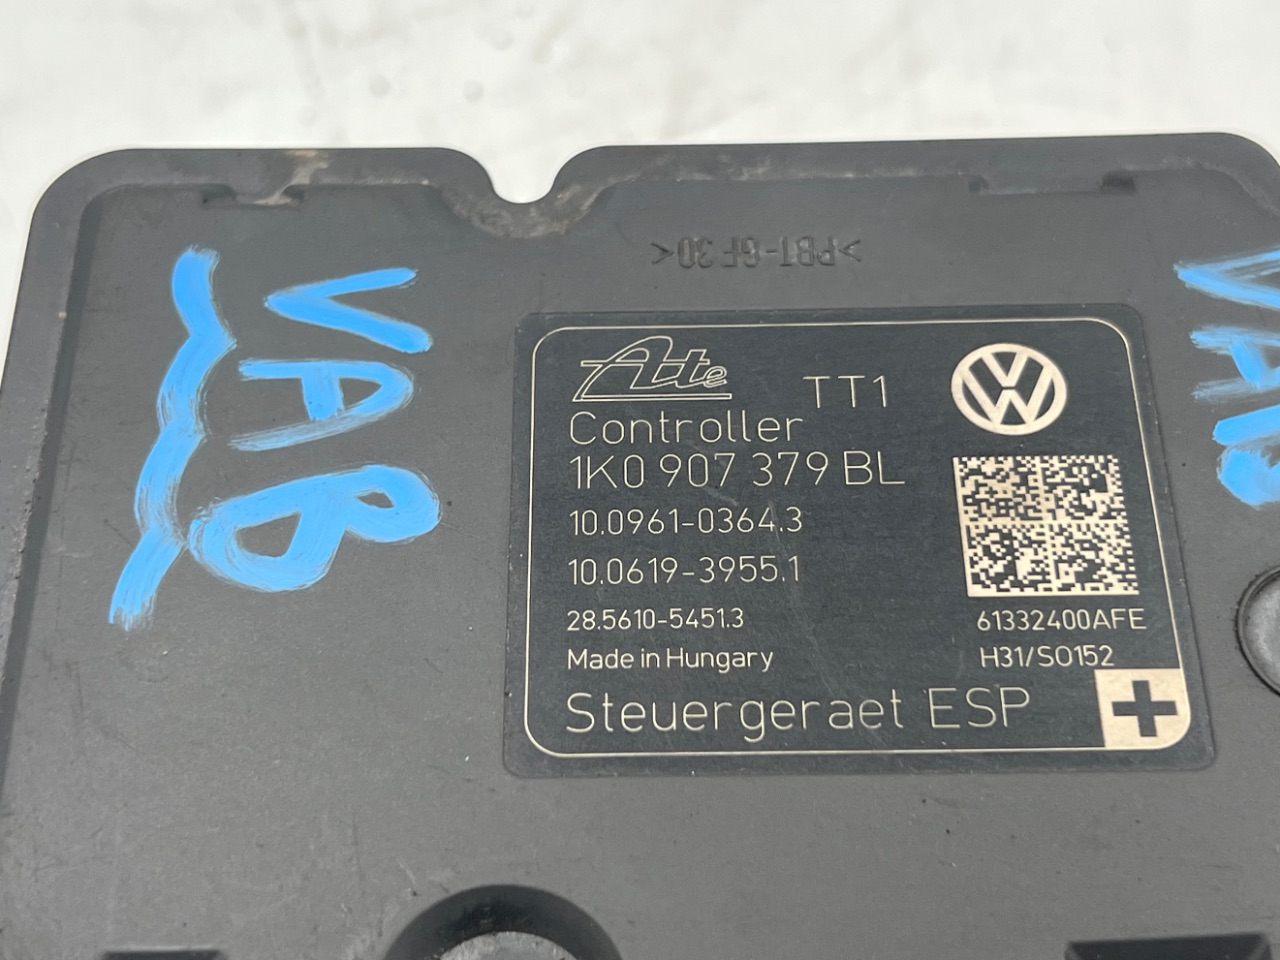 >PBT-GF30<
VAB
VAB
Ate
TT1
Controller
1K0 907 379 BL
10.0961-0364.3
10.0619-3955.1
28.5610-5451.3
61332400AFE
Made in Hungary
H31/S0152
Steuergeraet ESP